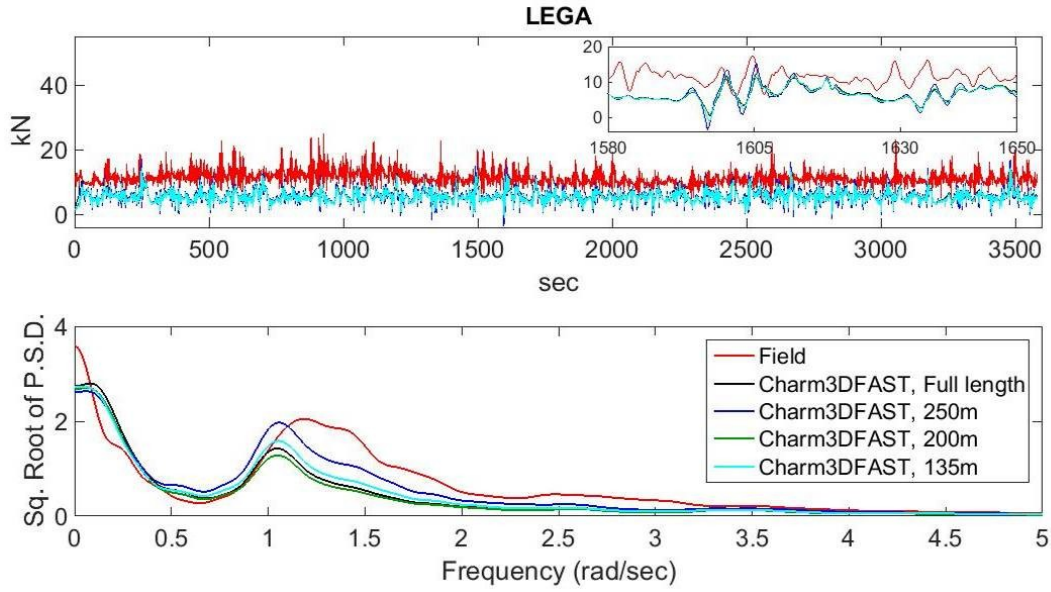 LEGA
kN
40
20
0
20
10
0
1580 1605 1630 1650
0 500 1000 1500 2000 2500 3000 3500
sec
Sq. Root of P.S.D.
4
2
0
Field
Charm3DFAST, Full length
Charm3DFAST, 250m
Charm3DFAST, 200m
Charm3DFAST, 135m
0 0.5 1 1.5 2 2.5 3 3.5 4 4.5 5
Frequency (rad/sec)